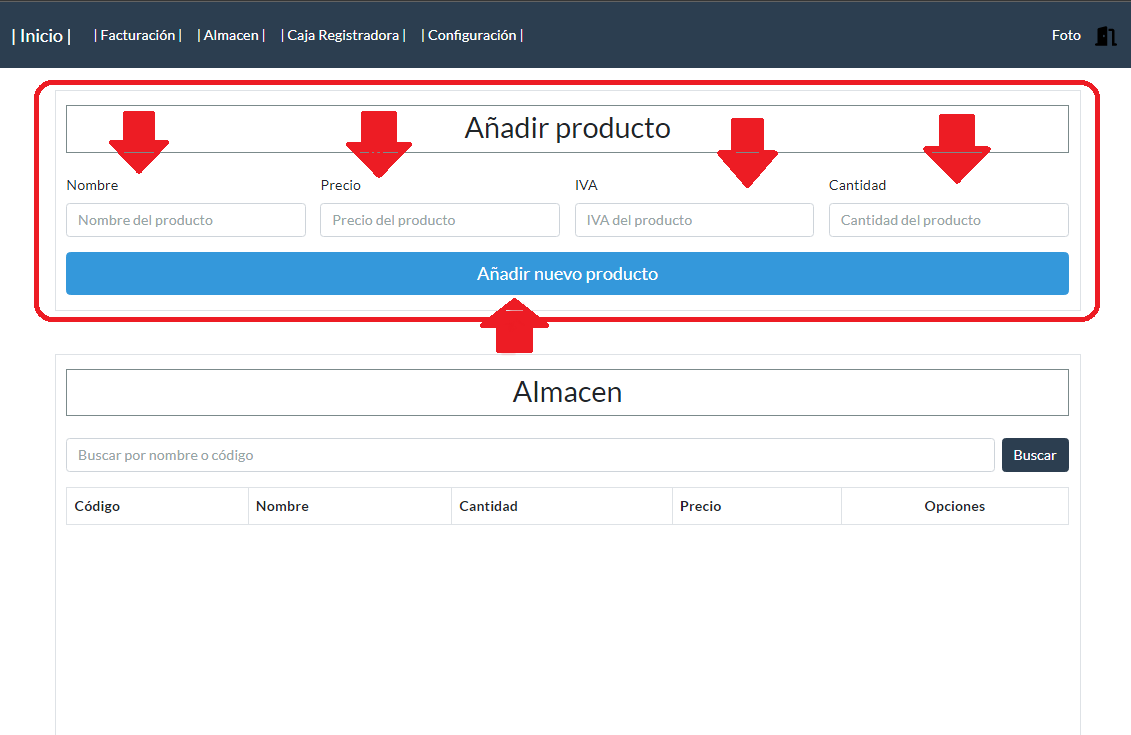 | Inicio | | Facturación | | Almacen | | Caja Registradora | | Configuración | Foto
Añadir producto
Nombre Precio IVA Cantidad
Nombre del producto Precio del producto IVA del producto Cantidad del producto
Añadir nuevo producto
Almacen
Buscar por nombre o código Buscar
Código Nombre Cantidad Precio Opciones